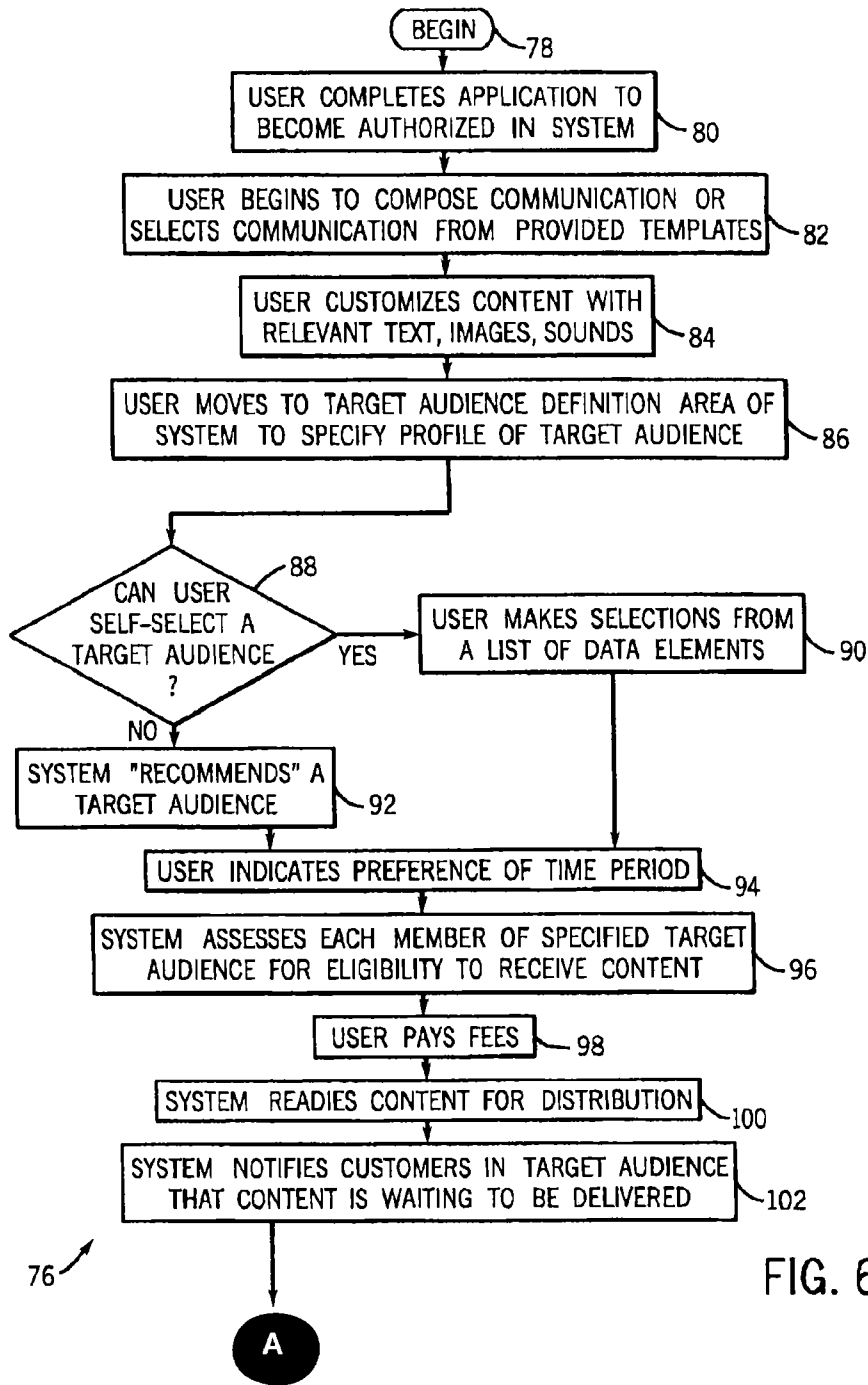 BEGIN
78
USER COMPLETES APPLICATION TO
BECOME AUTHORIZED IN SYSTEM
80
USER BEGINS TO COMPOSE COMMUNICATION OR
SELECTS COMMUNICATION FROM PROVIDED TEMPLATES
82
USER CUSTOMIZES CONTENT WITH
RELEVANT TEXT, IMAGES, SOUNDS
84
USER MOVES TO TARGET AUDIENCE DEFINITION AREA OF
SYSTEM TO SPECIFY PROFILE OF TARGET AUDIENCE
86
88
CAN USER
SELF-SELECT A
TARGET AUDIENCE
?
YES
USER MAKES SELECTIONS FROM
A LIST OF DATA ELEMENTS
90
NO
SYSTEM "RECOMMENDS" A
TARGET AUDIENCE
92
USER INDICATES PREFERENCE OF TIME PERIOD
94
SYSTEM ASSESSES EACH MEMBER OF SPECIFIED TARGET
AUDIENCE FOR ELIGIBILITY TO RECEIVE CONTENT
96
USER PAYS FEES
98
SYSTEM READIES CONTENT FOR DISTRIBUTION
100
SYSTEM NOTIFIES CUSTOMERS IN TARGET AUDIENCE
THAT CONTENT IS WAITING TO BE DELIVERED
102
76
FIG. 6
A